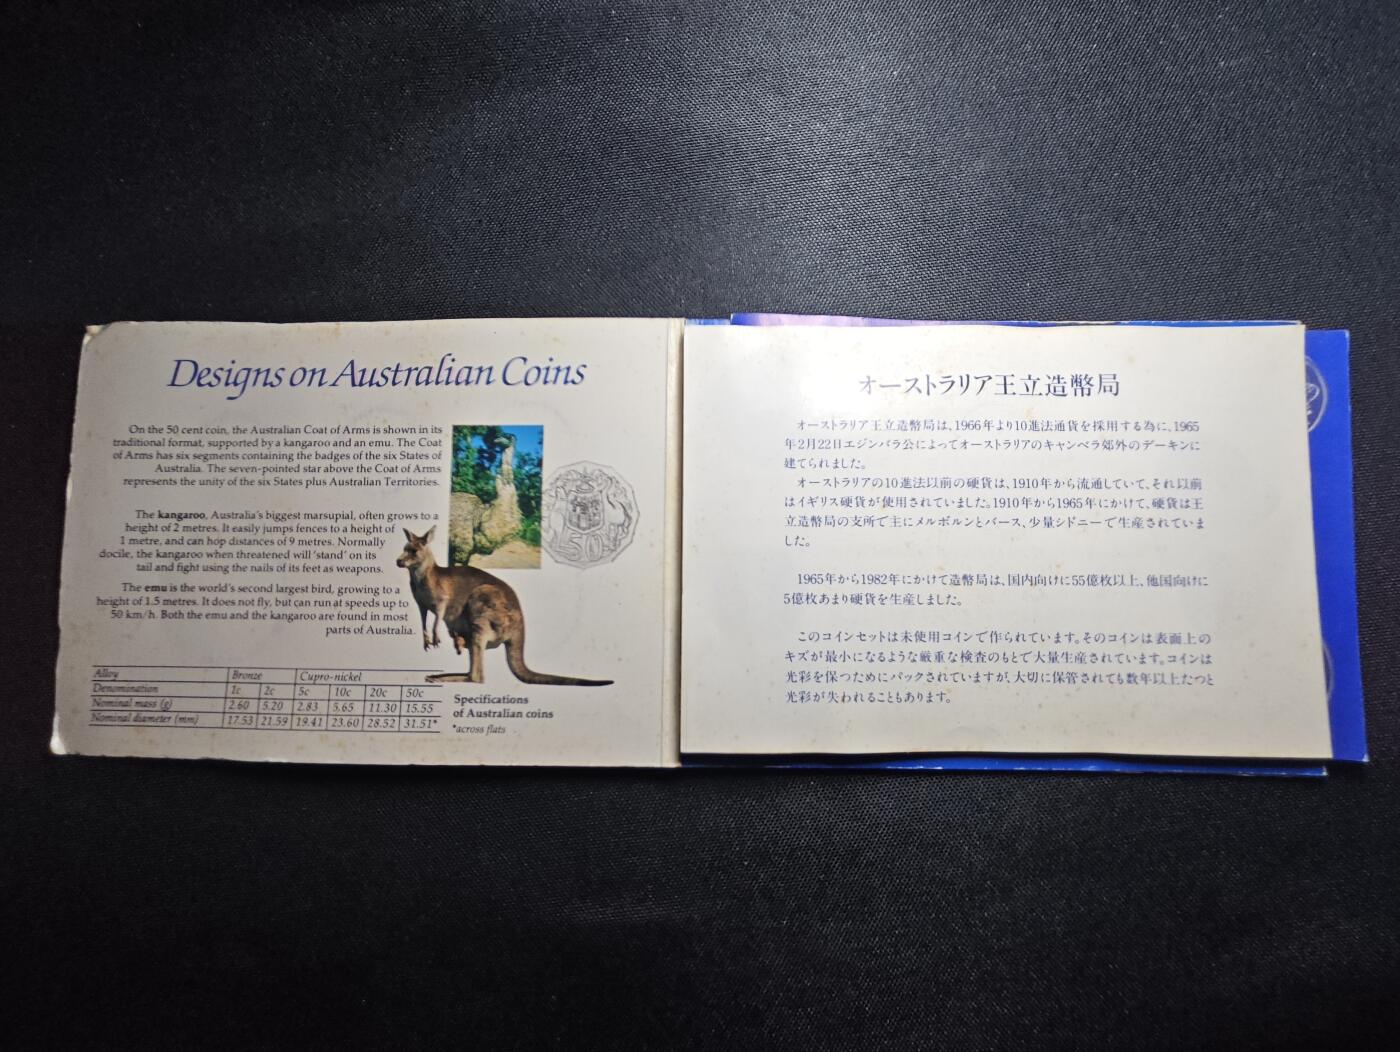 Designs on Australian Coins
On the 50 cent coin, the Australian Coat of Arms is shown in its
traditional format, supported by a kangaroo and an emu. The Coat
of Arms has six segments containing the badges of the six States of
Australia. The seven-pointed star above the Coat of Arms
represents the unity of the six States plus Australian Territories.
The kangaroo, Australia's biggest marsupial, often grows to a
height of 2 metres. It easily jumps fences to a height of
1 metre, and can hop distances of 9 metres. Normally
docile, the kangaroo when threatened will 'stand' on its
tail and fight using the nails of its feet as weapons.
The emu is the world's second largest bird, growing to a
height of 1.5 metres. It does not fly, but can run at speeds up to
50 km/h. Both the emu and the kangaroo are found in most
parts of Australia.
50
Alloy Bronze Cupro-nickel
Denomination 1c 2c 5c 10c 20c 50c
Nominal mass (g) 2.60 5.20 2.83 5.65 11.30 15.55
Nominal diameter (mm) 17.53 21.59 19.41 23.60 28.52 31.51*
Specifications
of Australian coins
*across flats
オーストラリア王立造幣局
オーストラリア王立造幣局は、1966年より10進法通貨を採用する為に、1965
年2月22日エジンバラ公によってオーストラリアのキャンベラ郊外のデーキンに
建てられました。
オーストラリアの10進法以前の硬貨は、1910年から流通していて、それ以前
はイギリス硬貨が使用されていました。1910年から1965年にかけて、硬貨は王
立造幣局の支所で主にメルボルンとパース、少量シドニーで生産されていま
した。
1965年から1982年にかけて造幣局は、国内向けに55億枚以上、他国向けに
5億枚あまり硬貨を生産しました。
このコインセットは未使用コインで作られています。そのコインは表面上の
キズが最小になるような厳重な検査のもとで大量生産されています。コインは
光彩を保つためにパックされていますが、大切に保管されても数年以上たつと
光彩が失われることもあります。